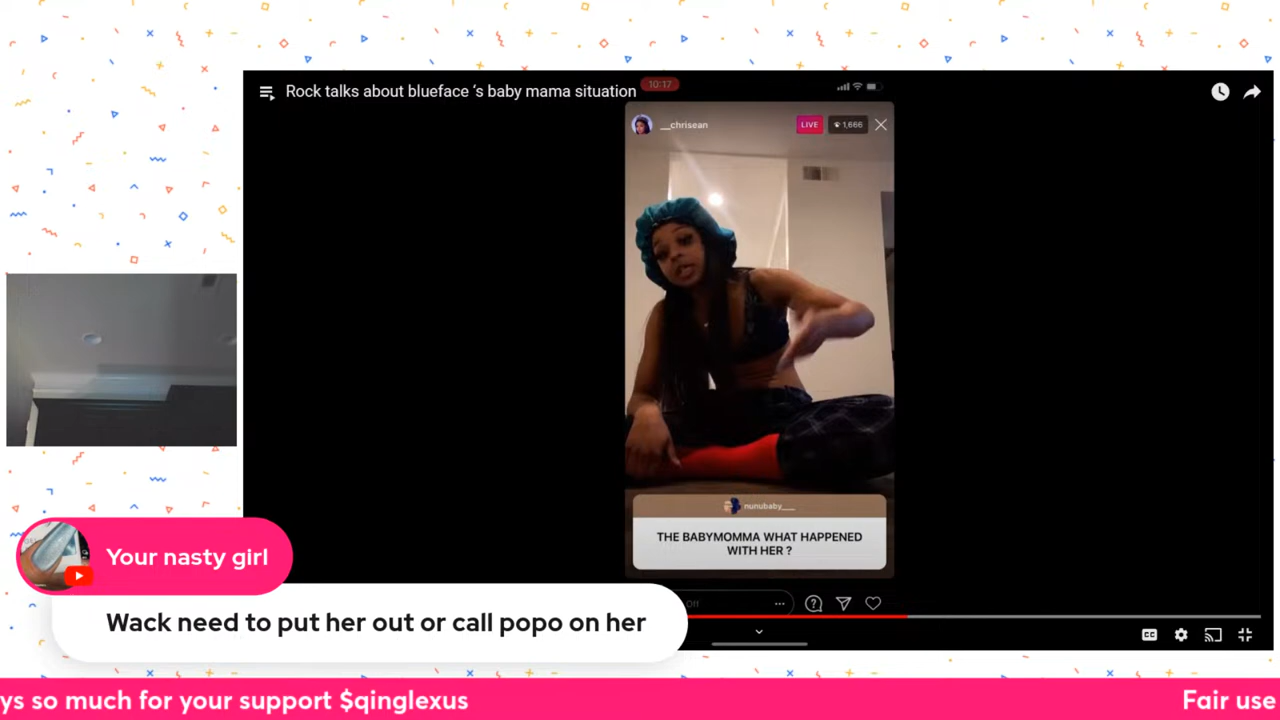 Rock talks about blueface ‘s baby mama situation
10:17
__chrisean
LIVE
1,666
nunubaby___
THE BABYMOMMA WHAT HAPPENED
WITH HER ?
Off
CC
Your nasty girl
Wack need to put her out or call popo on her
ys so much for your support $qinglexus
Fair use